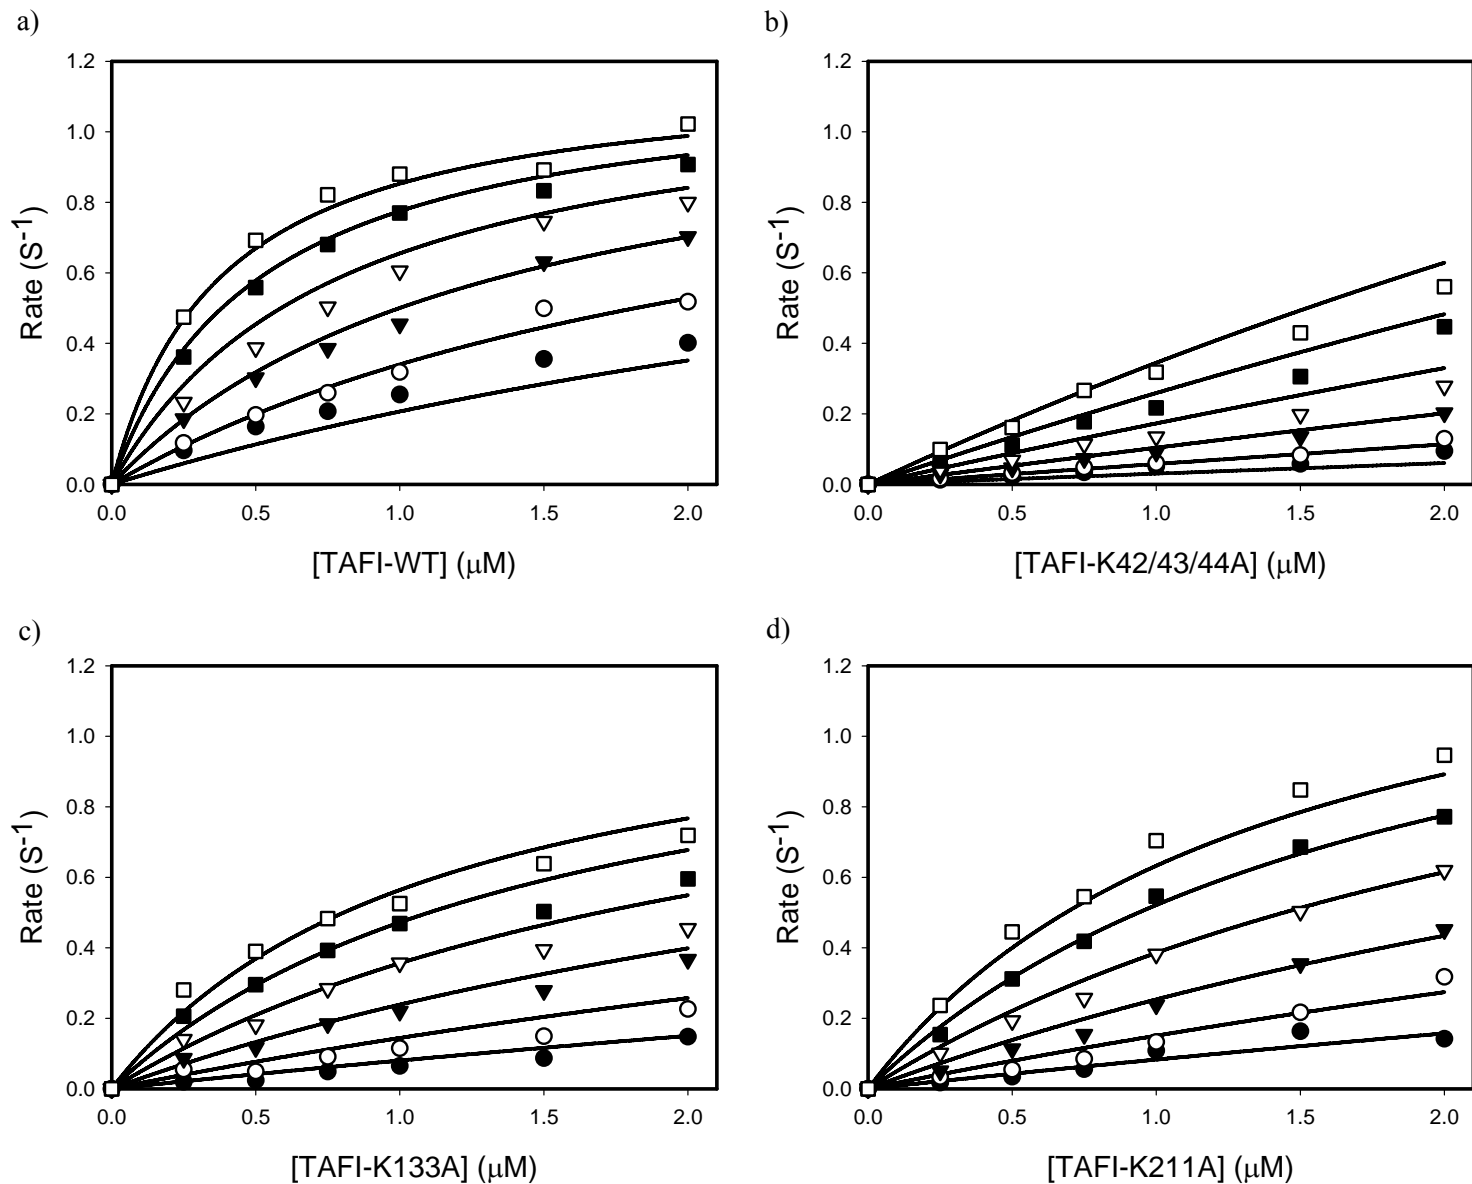 a)
1.2
1.0
0.8
0.6
0.4
0.2
0.0
Rate (S-1)
0.0 0.5 1.0 1.5 2.0
[TAFI-WT] (μM)
b)
1.2
1.0
0.8
0.6
0.4
0.2
0.0
Rate (S-1)
0.0 0.5 1.0 1.5 2.0
[TAFI-K42/43/44A] (μM)
c)
1.2
1.0
0.8
0.6
0.4
0.2
0.0
Rate (S-1)
0.0 0.5 1.0 1.5 2.0
[TAFI-K133A] (μM)
d)
1.2
1.0
0.8
0.6
0.4
0.2
0.0
Rate (S-1)
0.0 0.5 1.0 1.5 2.0
[TAFI-K211A] (μM)